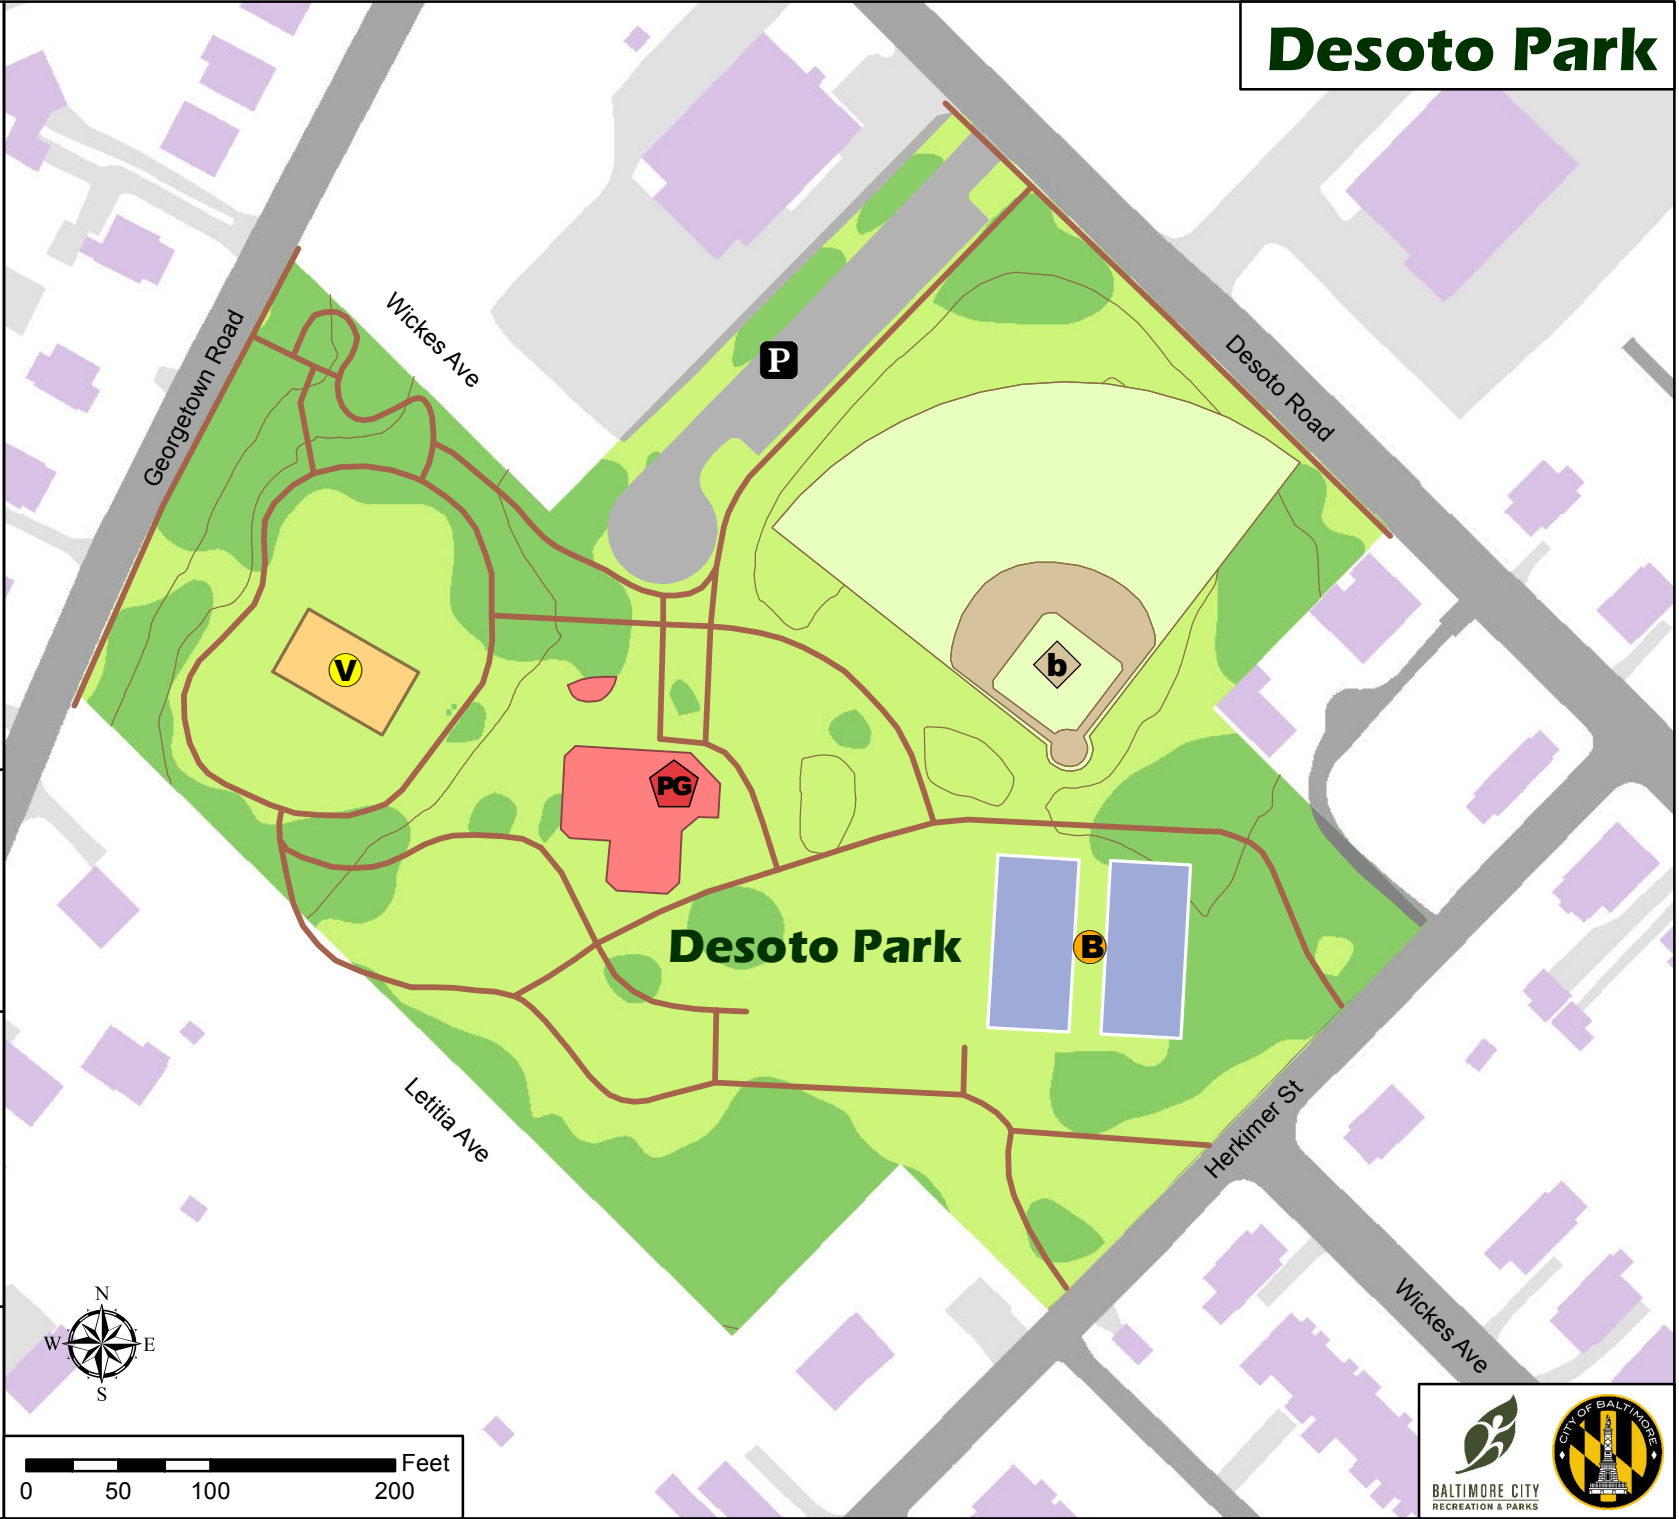 Desoto Park
Wickes Ave
Georgetown Road
P
Desoto Road
V
b
PG
Desoto Park
B
Letitia Ave
Herkimer St
Wickes Ave
N
W E
S
Feet
0 50 100 200
BALTIMORE CITY
RECREATION & PARKS
CITY OF BALTIMORE